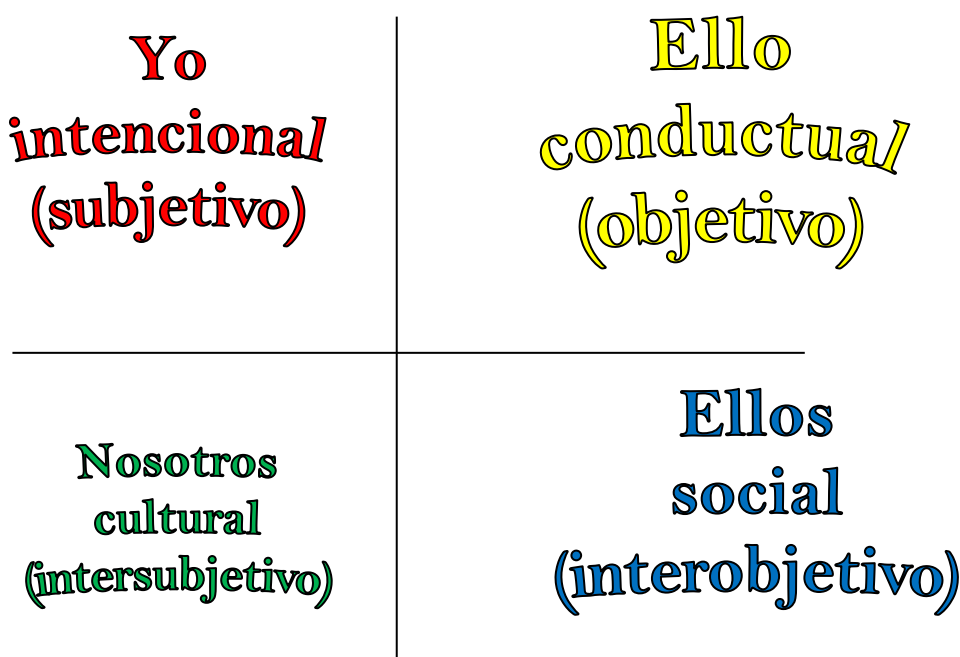 Yo
intencional
(subjetivo)
Ello
conductual
(objetivo)
Nosotros
cultural
(intersubjetivo)
Ellos
social
(interobjetivo)